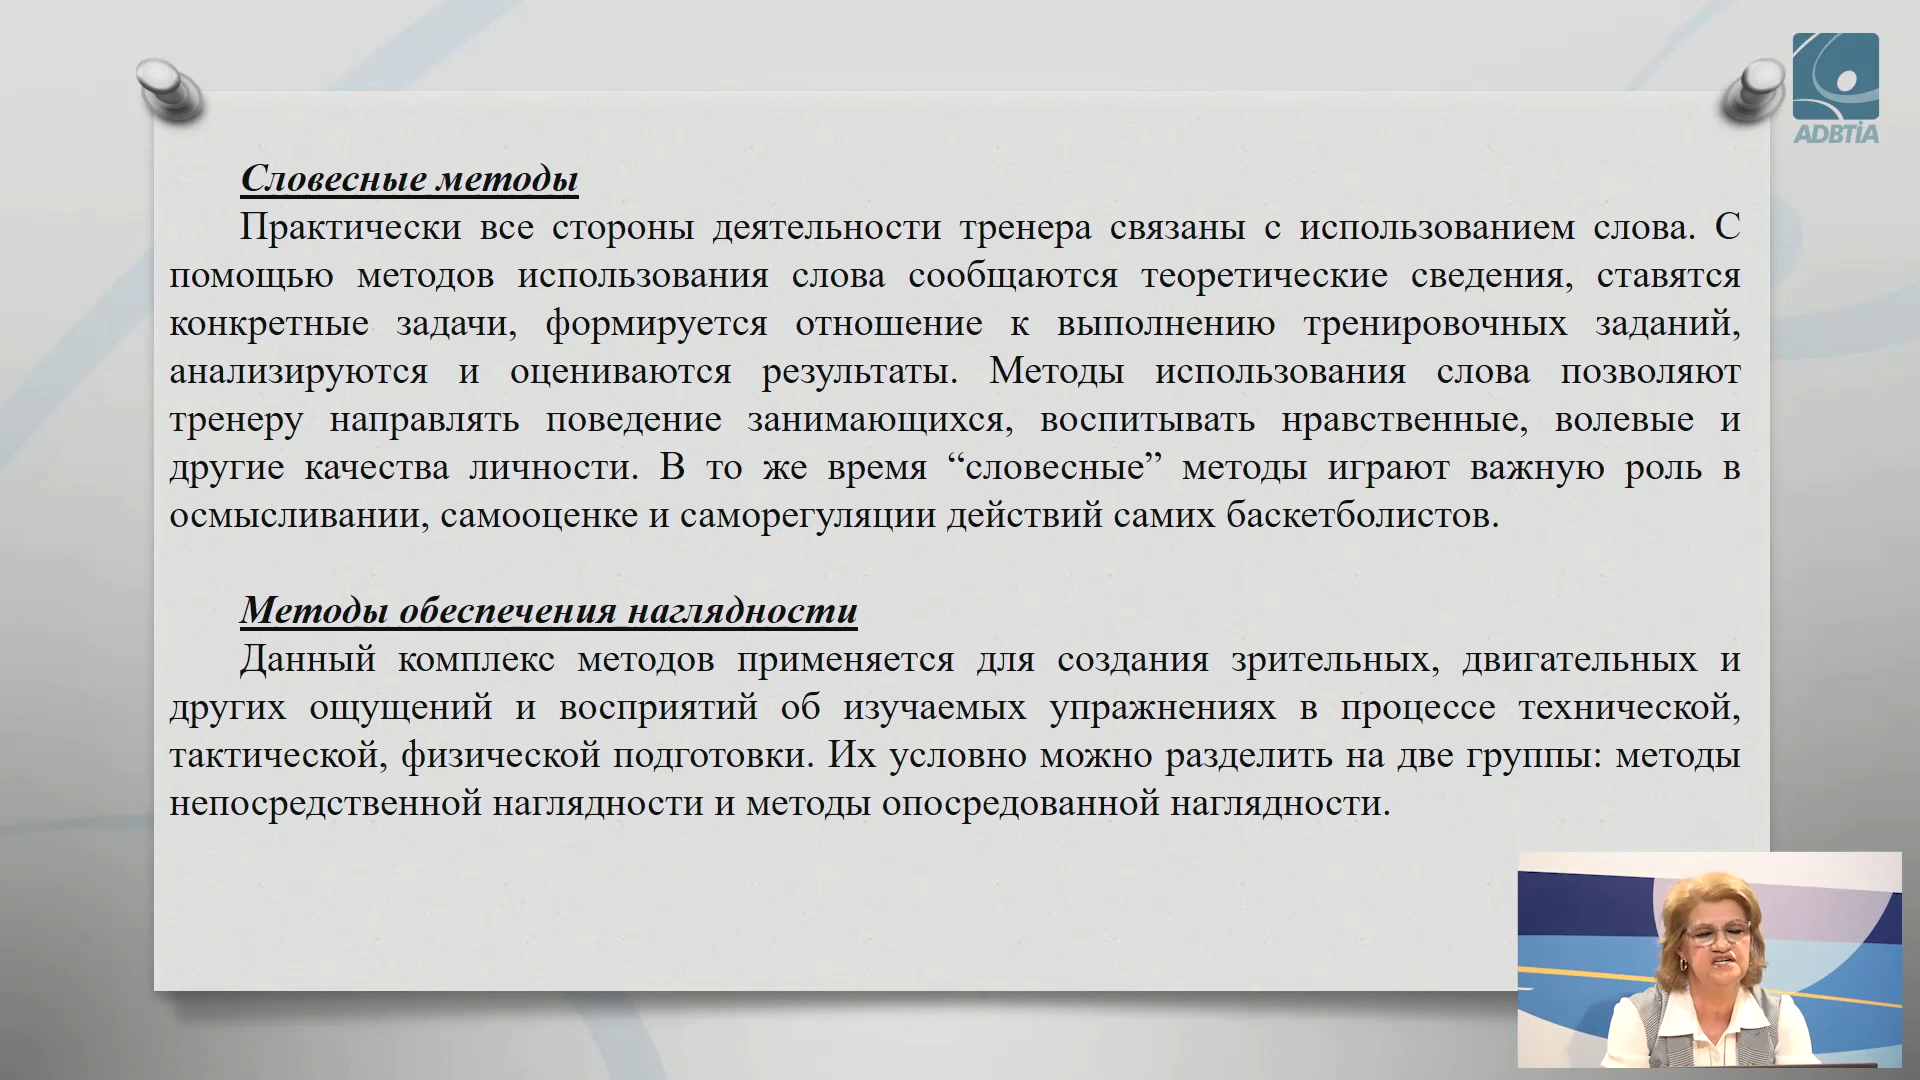 ADBTİA
Словесные методы
Практически все стороны деятельности тренера связаны с использованием слова. С
помощью методов использования слова сообщаются теоретические сведения, ставятся
конкретные задачи, формируется отношение к выполнению тренировочных заданий,
анализируются и оцениваются результаты. Методы использования слова позволяют
тренеру направлять поведение занимающихся, воспитывать нравственные, волевые и
другие качества личности. В то же время “словесные” методы играют важную роль в
осмысливании, самооценке и саморегуляции действий самих баскетболистов.
Методы обеспечения наглядности
Данный комплекс методов применяется для создания зрительных, двигательных и
других ощущений и восприятий об изучаемых упражнениях в процессе технической,
тактической, физической подготовки. Их условно можно разделить на две группы: методы
непосредственной наглядности и методы опосредованной наглядности.